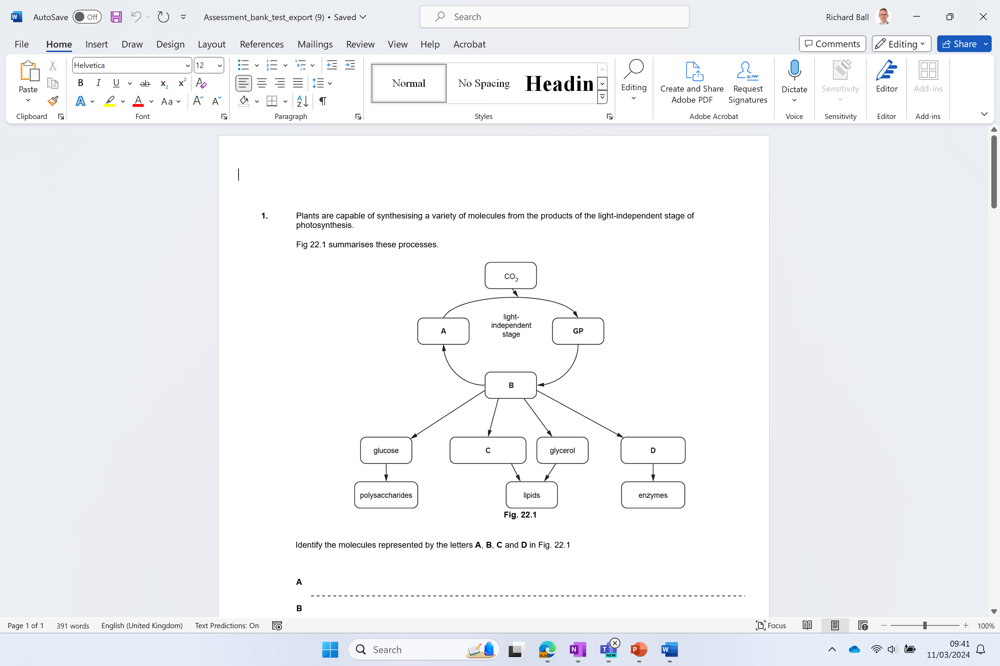 AutoSave Off Assessment_bank_test_export (9) • Saved Search Richard Ball
File Home Insert Draw Design Layout References Mailings Review View Help Acrobat Comments Editing Share
Helvetica 12
Paste
B I U ab x2 x2 A
A A Aa A A
A Z ¶
Normal No Spacing Headin
Editing
Create and Share Adobe PDF
Request Signatures
Dictate
Sensitivity
Editor
Add-ins
Clipboard Font Paragraph Styles Adobe Acrobat Voice Sensitivity Editor Add-ins
1. Plants are capable of synthesising a variety of molecules from the products of the light-independent stage of
photosynthesis.
Fig 22.1 summarises these processes.
CO2
A
light-
independent
stage
GP
B
glucose C glycerol D
polysaccharides lipids enzymes
Fig. 22.1
Identify the molecules represented by the letters A, B, C and D in Fig. 22.1
A
B
Page 1 of 1 391 words English (United Kingdom) Text Predictions: On Focus 100%
Search NEW 09:41
11/03/2024